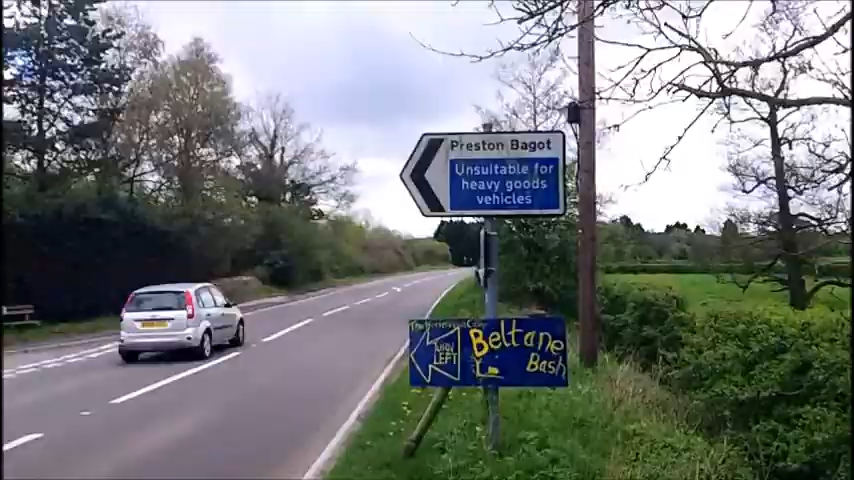 Preston Bagot
Unsuitable for
heavy goods
vehicles
TURN
LEFT
Beltane
Bash